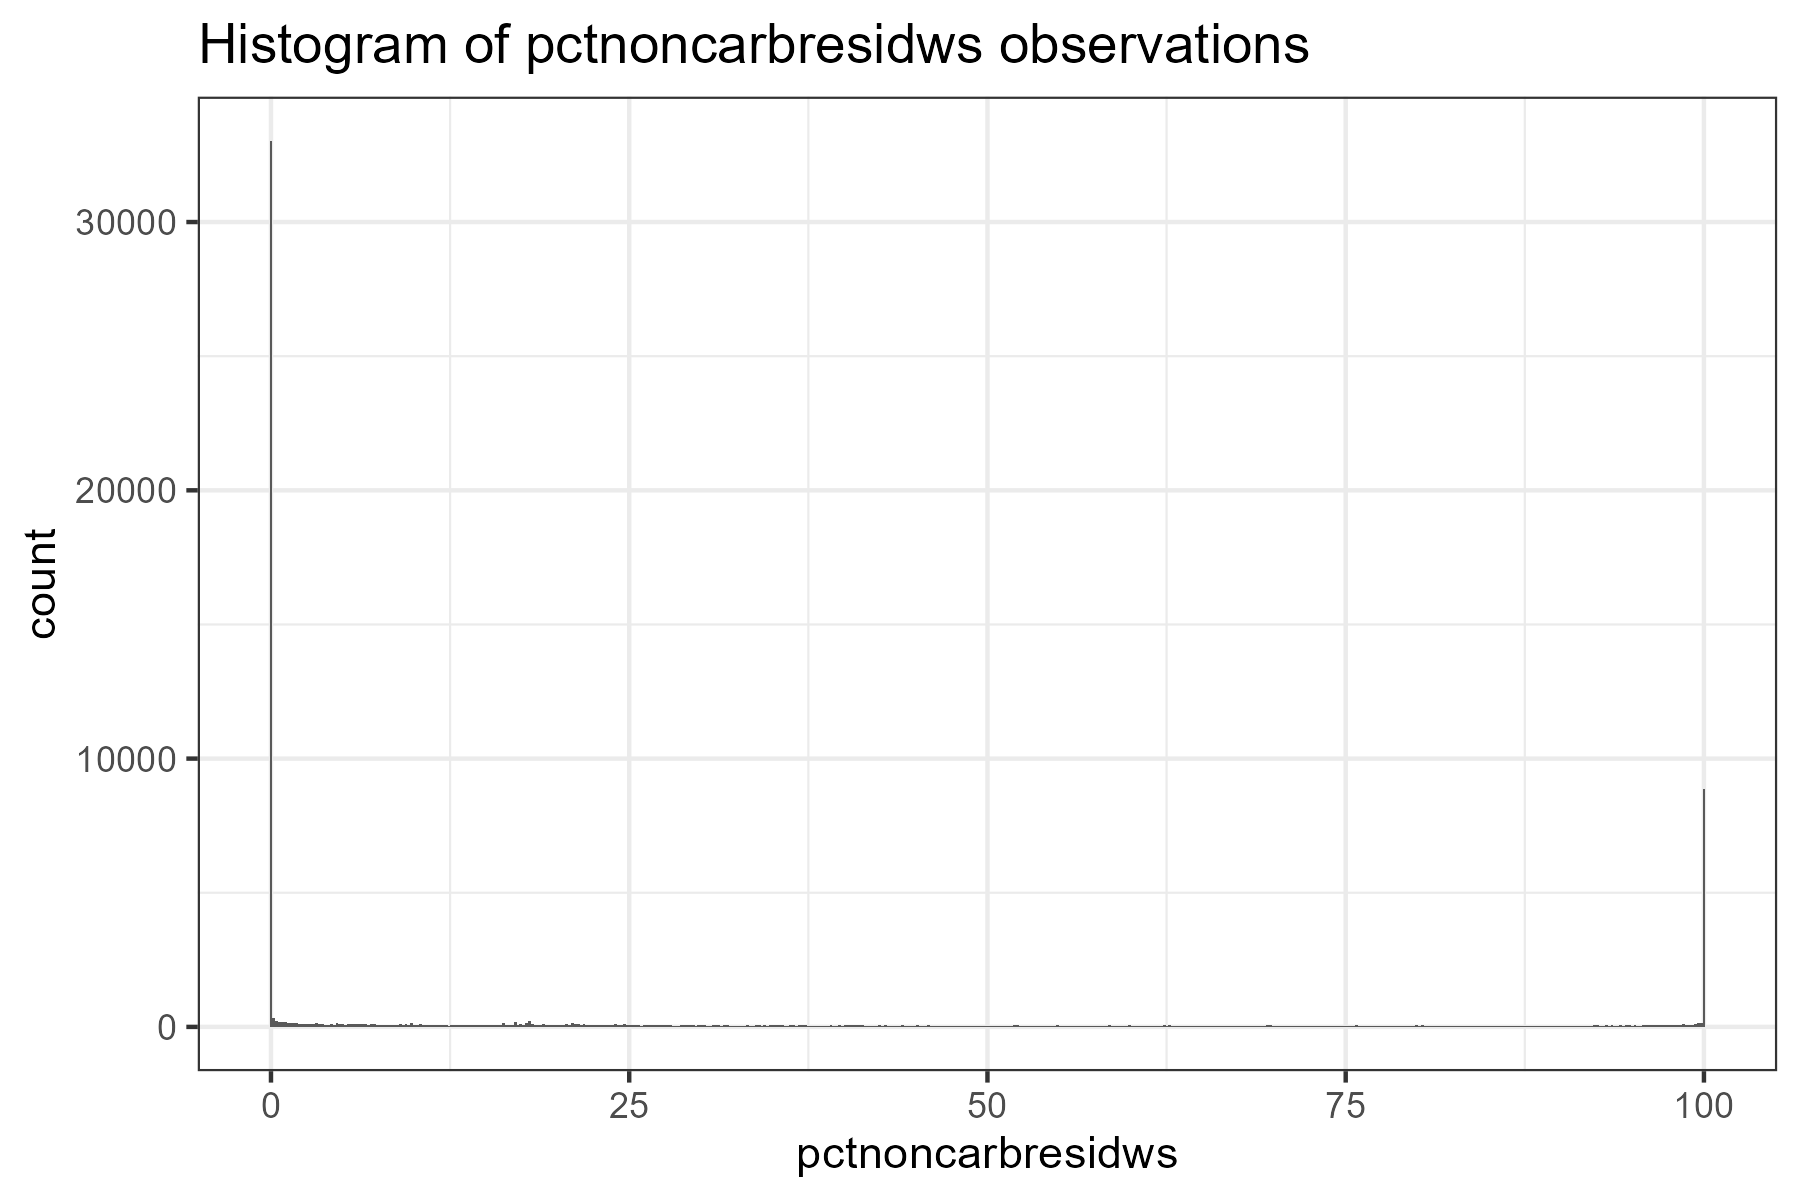 Histogram of pctnoncarbresidws observations
count
30000
20000
10000
0
0 25 50 75 100
pctnoncarbresidws